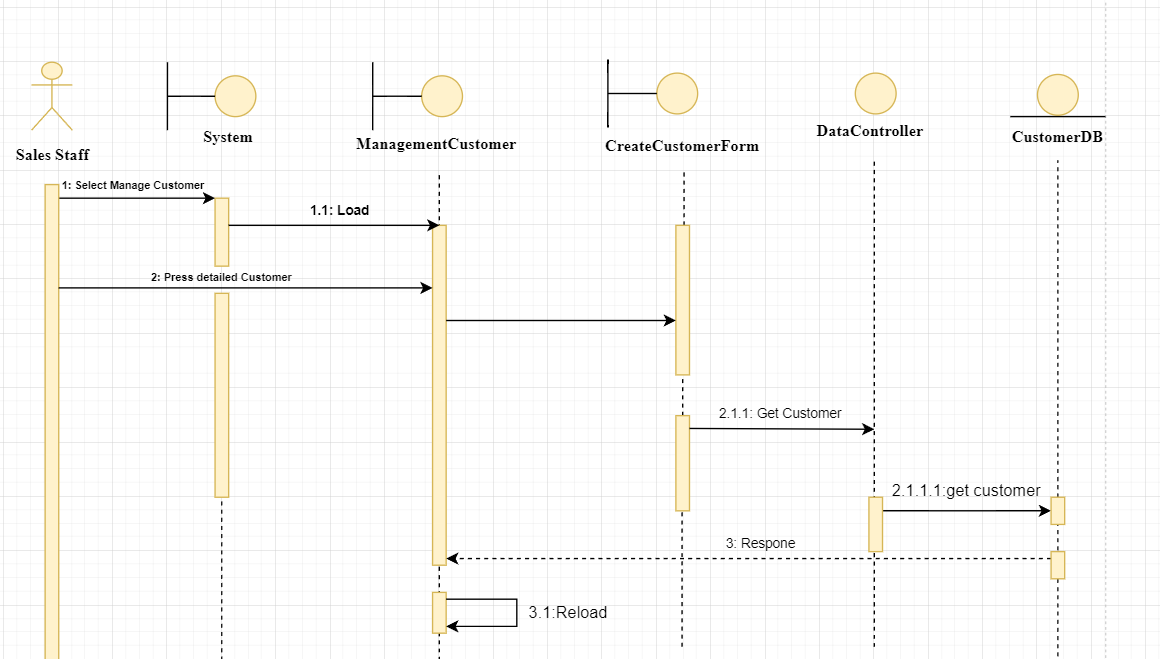 Sales Staff
System
ManagementCustomer
CreateCustomerForm
DataController
CustomerDB
1: Select Manage Customer
1.1: Load
2: Press detailed Customer
2.1.1: Get Customer
2.1.1.1:get customer
3: Respone
3.1:Reload